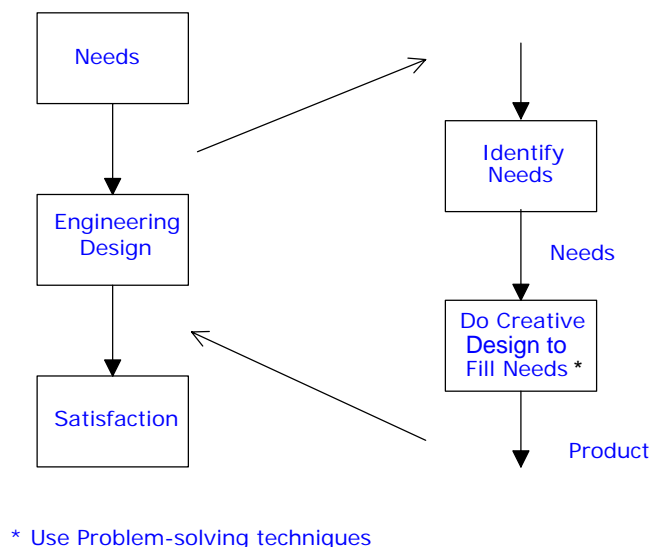 Needs
Engineering
Design
Satisfaction
Identify
Needs
Needs
Do Creative
Design to
Fill Needs *
Product
* Use Problem-solving techniques